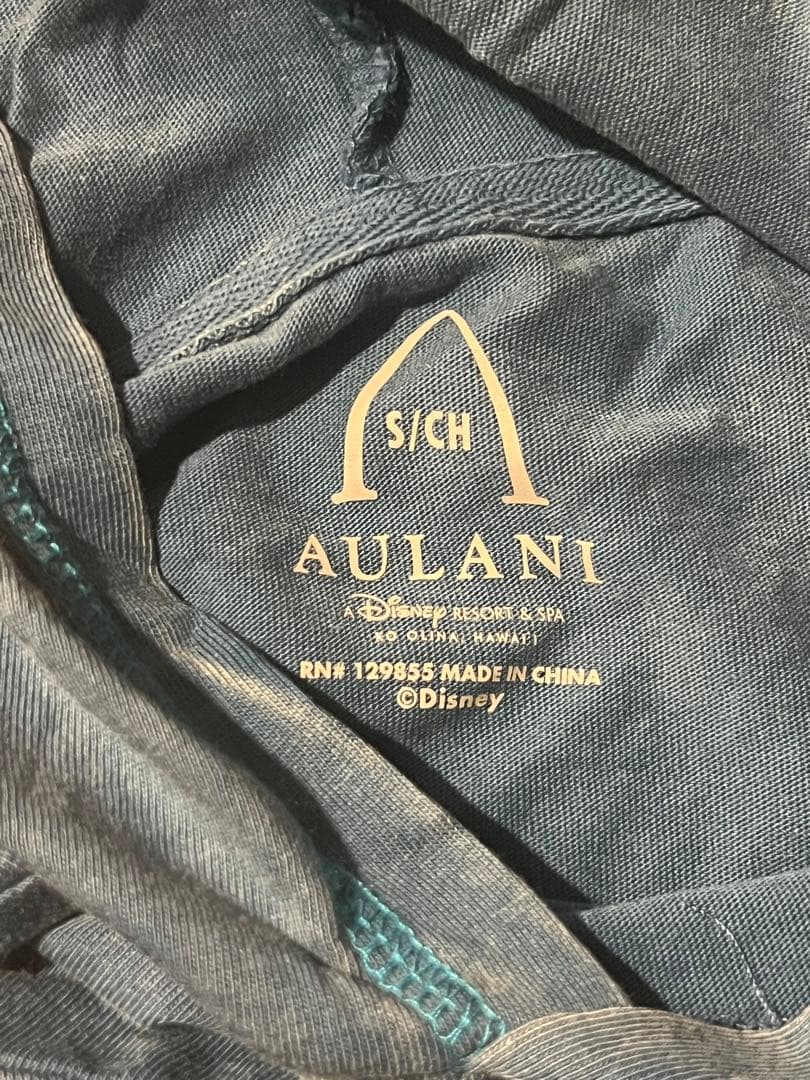 S/CH
AULANI
A Disney RESORT & SPA
KO OLINA, HAWAI'I
RN# 129855 MADE IN CHINA
©Disney